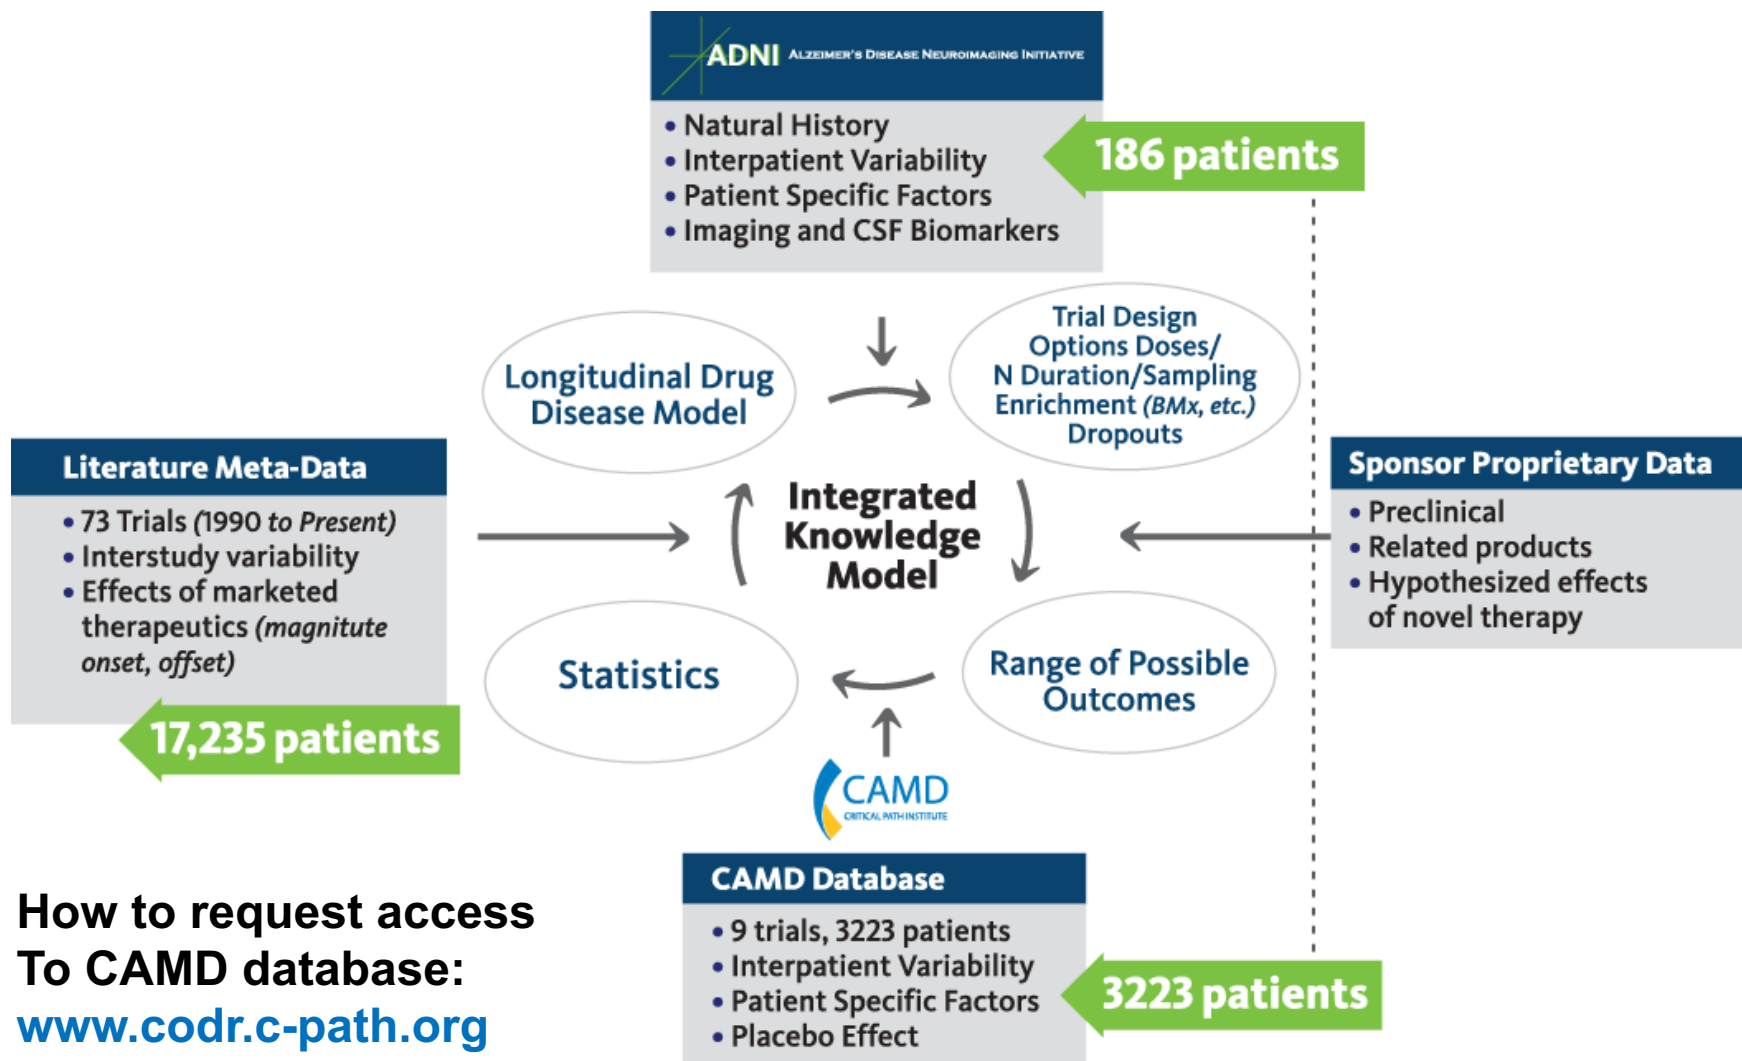 ADNI ALZEIMER'S DISEASE NEUROIMAGING INITIATIVE
• Natural History
• Interpatient Variability
• Patient Specific Factors
• Imaging and CSF Biomarkers
186 patients
Longitudinal Drug
Disease Model
Trial Design
Options Doses/
N Duration/Sampling
Enrichment (BMx, etc.)
Dropouts
Literature Meta-Data
• 73 Trials (1990 to Present)
• Interstudy variability
• Effects of marketed
therapeutics (magnitute
onset, offset)
17,235 patients
Integrated
Knowledge
Model
Sponsor Proprietary Data
• Preclinical
• Related products
• Hypothesized effects
of novel therapy
Statistics
Range of Possible
Outcomes
CAMD
CRITICAL PATH INSTITUTE
CAMD Database
• 9 trials, 3223 patients
• Interpatient Variability
• Patient Specific Factors
• Placebo Effect
3223 patients
How to request access
To CAMD database:
www.codr.c-path.org